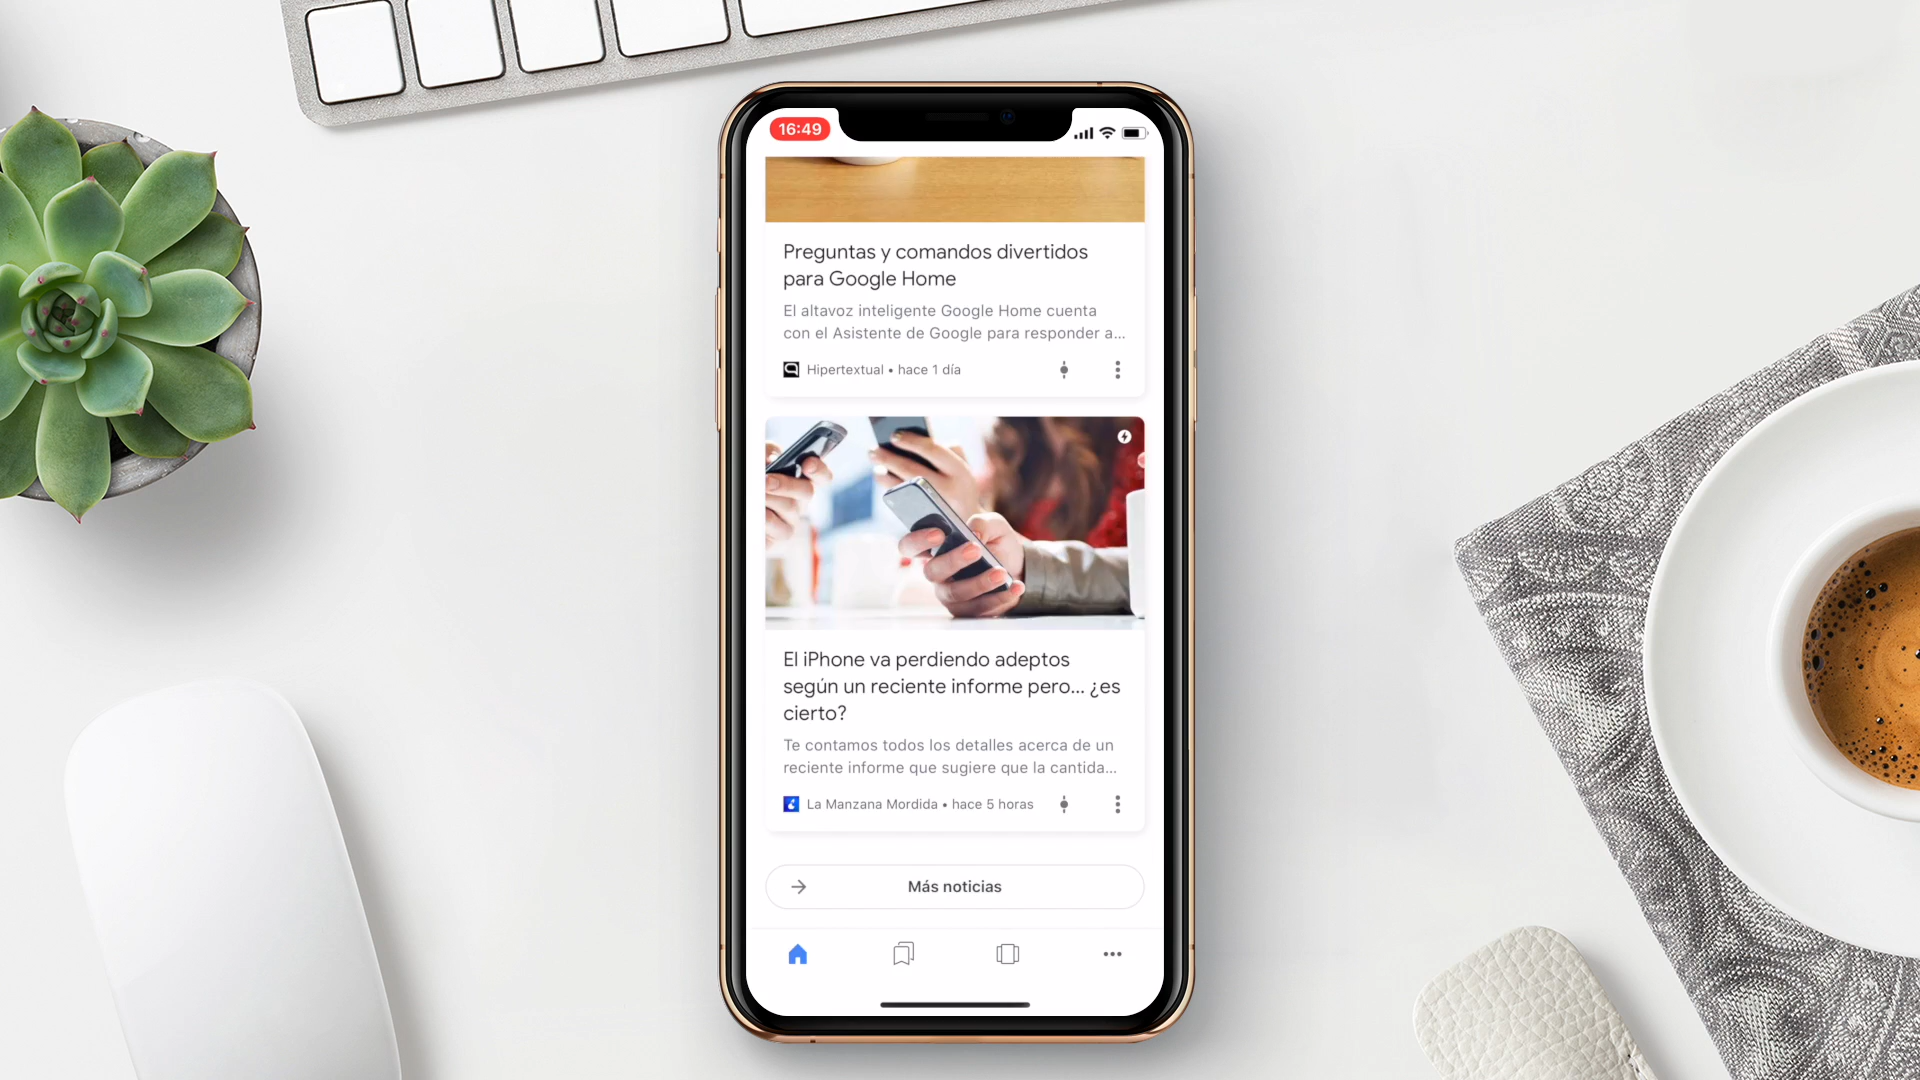 16:49
Preguntas y comandos divertidos
para Google Home
El altavoz inteligente Google Home cuenta
con el Asistente de Google para responder a...
Hipertextual • hace 1 día
El iPhone va perdiendo adeptos
según un reciente informe pero... ¿es
cierto?
Te contamos todos los detalles acerca de un
reciente informe que sugiere que la cantida...
La Manzana Mordida • hace 5 horas
Más noticias